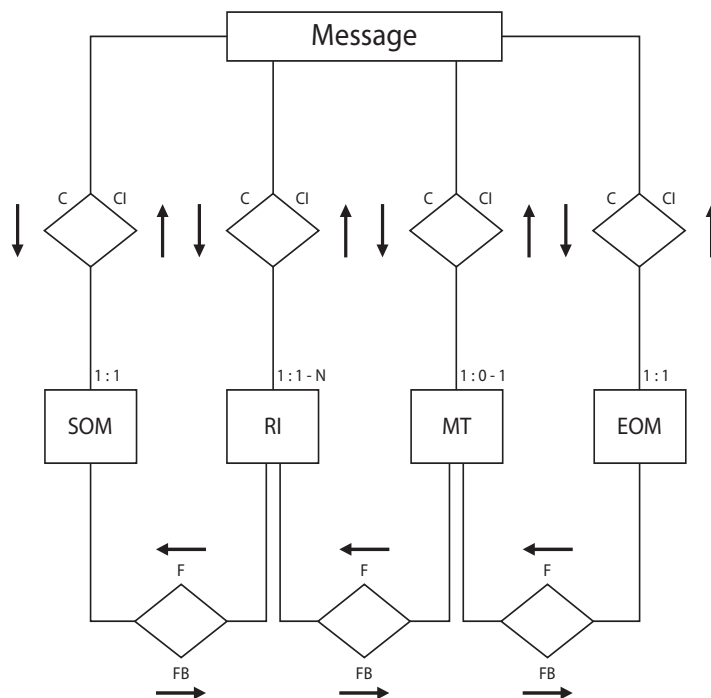 Message
C CI C CI C CI C CI
1 : 1 1 : 1 - N 1 : 0 - 1 1 : 1
SOM RI MT EOM
F F F
FB FB FB